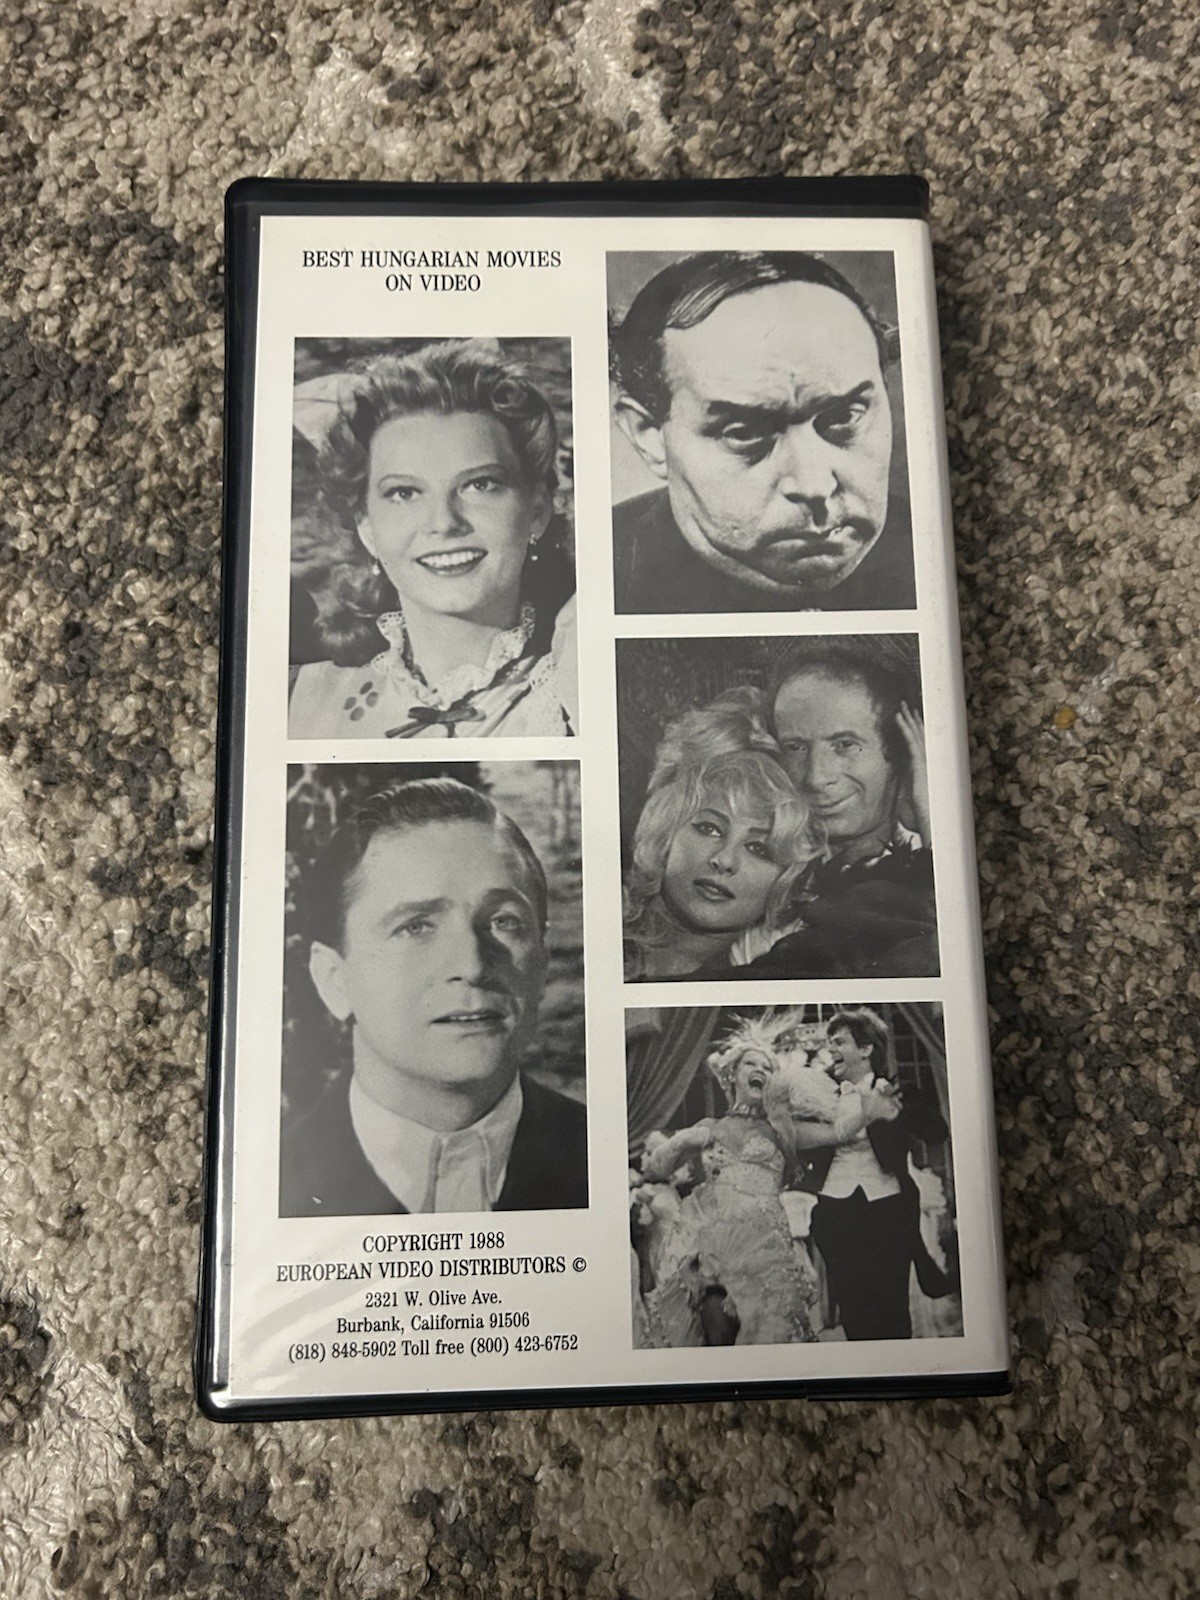 BEST HUNGARIAN MOVIES
ON VIDEO
COPYRIGHT 1988
EUROPEAN VIDEO DISTRIBUTORS ©
2321 W. Olive Ave.
Burbank, California 91506
(818) 848-5902 Toll free (800) 423-6752